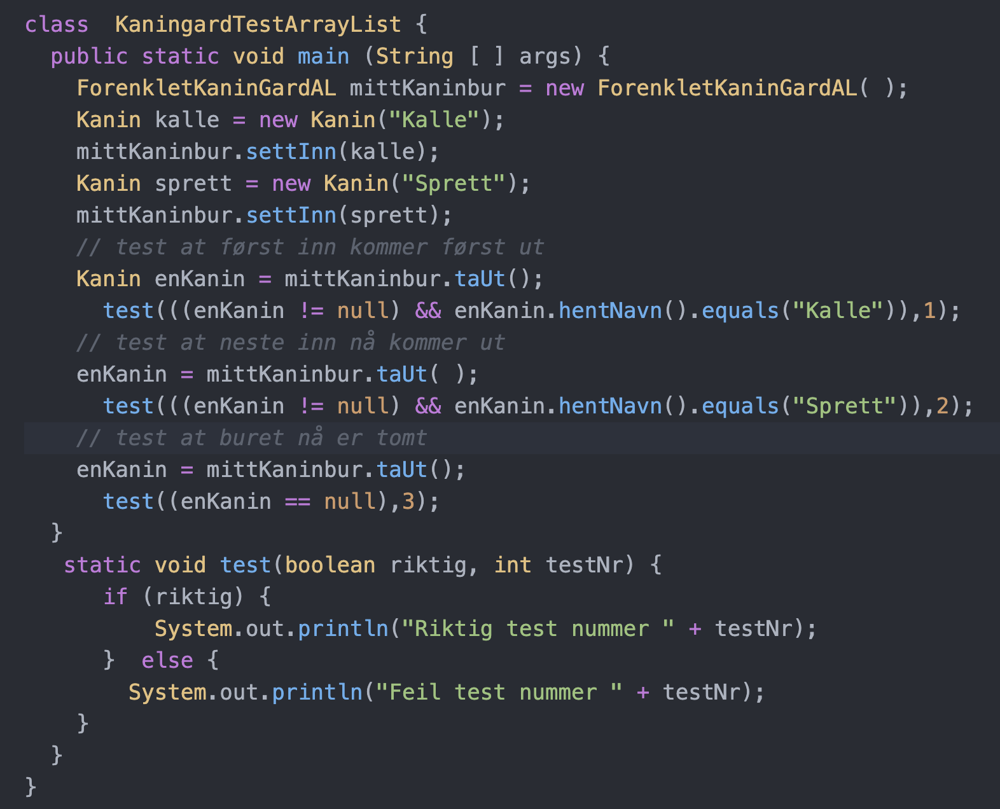 class  KaningardTestArrayList {
  public static void main (String [ ] args) {
    ForenkletKaninGardAL mittKaninbur = new ForenkletKaninGardAL( );
    Kanin kalle = new Kanin("Kalle");
    mittKaninbur.settInn(kalle);
    Kanin sprett = new Kanin("Sprett");
    mittKaninbur.settInn(sprett);
    // test at først inn kommer først ut
    Kanin enKanin = mittKaninbur.taUt();
      test(((enKanin != null) && enKanin.hentNavn().equals("Kalle")),1);
    // test at neste inn nå kommer ut
    enKanin = mittKaninbur.taUt( );
      test(((enKanin != null) && enKanin.hentNavn().equals("Sprett")),2);
    // test at buret nå er tomt
    enKanin = mittKaninbur.taUt();
      test((enKanin == null),3);
  }
   static void test(boolean riktig, int testNr) {
      if (riktig) {
          System.out.println("Riktig test nummer " + testNr);
      }  else {
        System.out.println("Feil test nummer " + testNr);
    }
  }
}